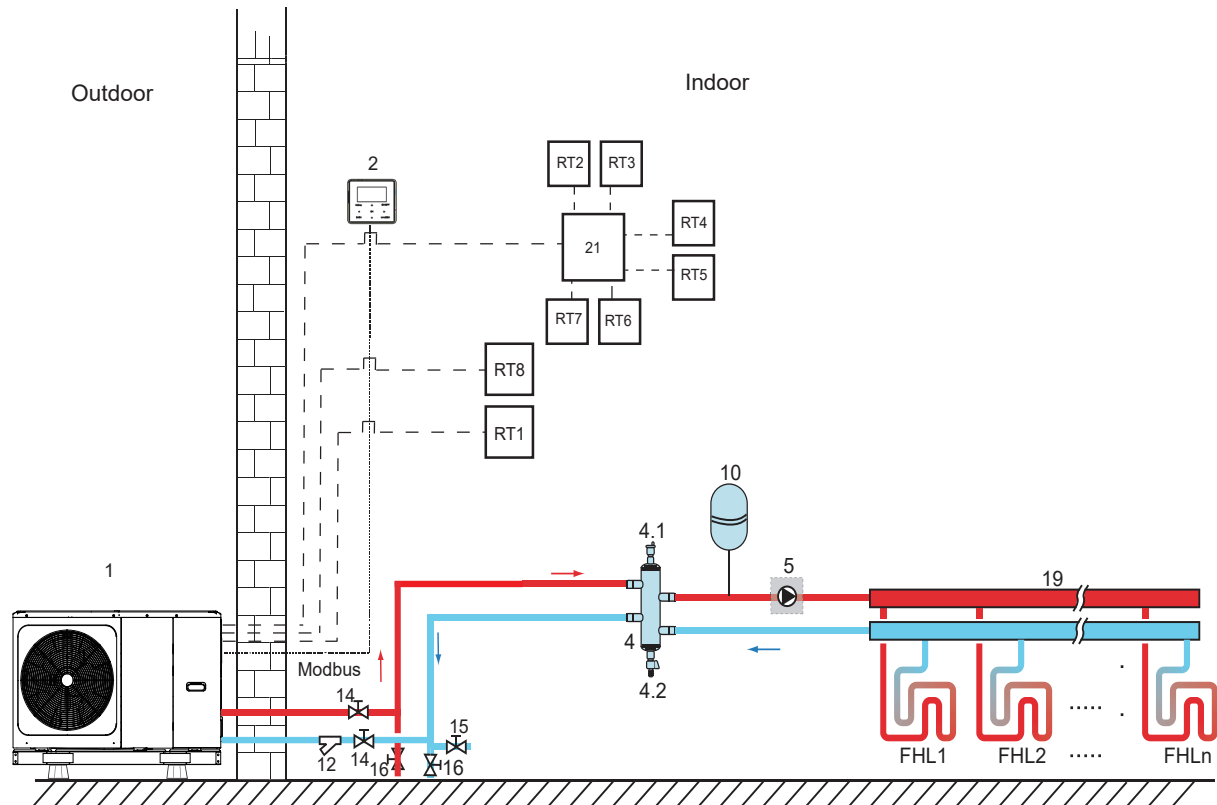 Outdoor
Indoor
2
RT2
RT3
RT4
21
RT5
RT7
RT6
RT8
RT1
10
4.1
1
5
19
4
Modbus
4.2
14
15
12
14
16
16
FHL1
FHL2
.....
FHLn
.....